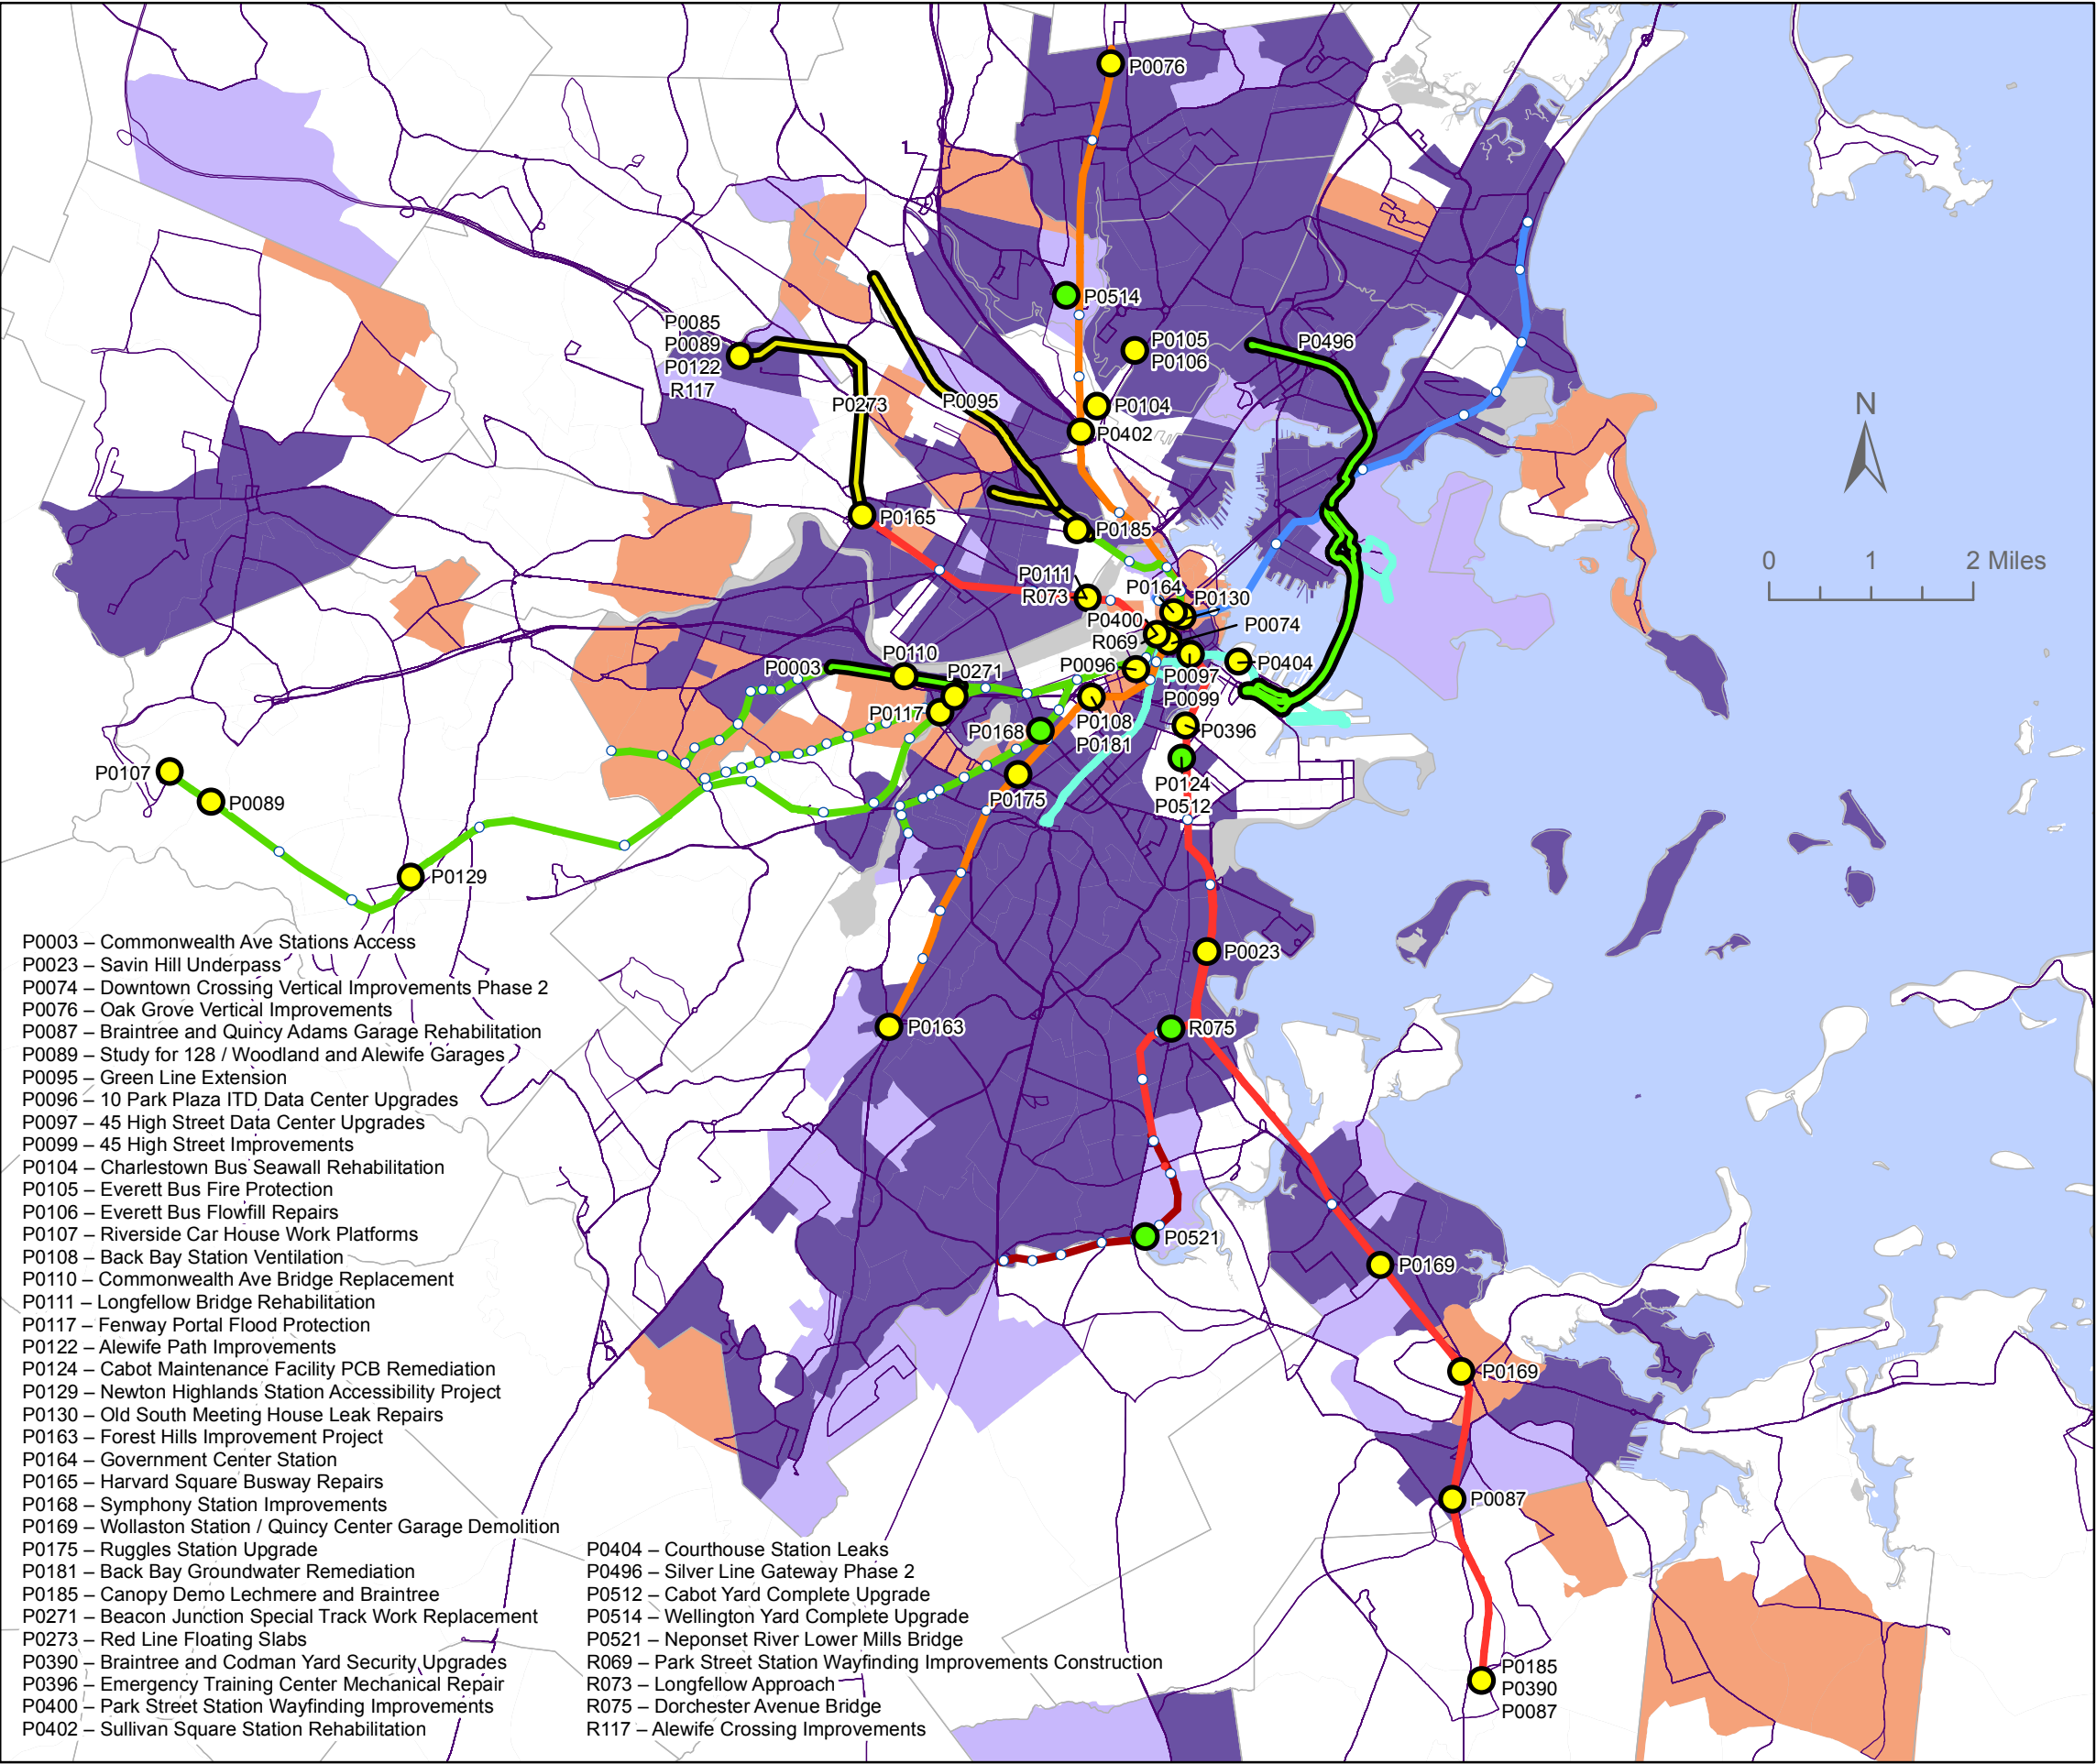 P0076
P0514
P0085
P0089
P0122
R117
P0105
P0106
P0496
P0273
P0095
P0104
P0402
N
P0165
P0185
0 1 2 Miles
P0111
R073
P0164
P0130
P0400
R069
P0074
P0003
P0110
P0271
P0096
P0097
P0099
P0404
P0117
P0168
P0108
P0181
P0396
P0107
P0089
P0175
P0124
P0512
P0129
P0023
P0163
R075
P0521
P0169
P0169
P0087
P0185
P0390
P0087
P0003 – Commonwealth Ave Stations Access
P0023 – Savin Hill Underpass
P0074 – Downtown Crossing Vertical Improvements Phase 2
P0076 – Oak Grove Vertical Improvements
P0087 – Braintree and Quincy Adams Garage Rehabilitation
P0089 – Study for 128 / Woodland and Alewife Garages
P0095 – Green Line Extension
P0096 – 10 Park Plaza ITD Data Center Upgrades
P0097 – 45 High Street Data Center Upgrades
P0099 – 45 High Street Improvements
P0104 – Charlestown Bus Seawall Rehabilitation
P0105 – Everett Bus Fire Protection
P0106 – Everett Bus Flowfill Repairs
P0107 – Riverside Car House Work Platforms
P0108 – Back Bay Station Ventilation
P0110 – Commonwealth Ave Bridge Replacement
P0111 – Longfellow Bridge Rehabilitation
P0117 – Fenway Portal Flood Protection
P0122 – Alewife Path Improvements
P0124 – Cabot Maintenance Facility PCB Remediation
P0129 – Newton Highlands Station Accessibility Project
P0130 – Old South Meeting House Leak Repairs
P0163 – Forest Hills Improvement Project
P0164 – Government Center Station
P0165 – Harvard Square Busway Repairs
P0168 – Symphony Station Improvements
P0169 – Wollaston Station / Quincy Center Garage Demolition
P0175 – Ruggles Station Upgrade
P0181 – Back Bay Groundwater Remediation
P0185 – Canopy Demo Lechmere and Braintree
P0271 – Beacon Junction Special Track Work Replacement
P0273 – Red Line Floating Slabs
P0390 – Braintree and Codman Yard Security Upgrades
P0396 – Emergency Training Center Mechanical Repair
P0400 – Park Street Station Wayfinding Improvements
P0402 – Sullivan Square Station Rehabilitation
P0404 – Courthouse Station Leaks
P0496 – Silver Line Gateway Phase 2
P0512 – Cabot Yard Complete Upgrade
P0514 – Wellington Yard Complete Upgrade
P0521 – Neponset River Lower Mills Bridge
R069 – Park Street Station Wayfinding Improvements Construction
R073 – Longfellow Approach
R075 – Dorchester Avenue Bridge
R117 – Alewife Crossing Improvements